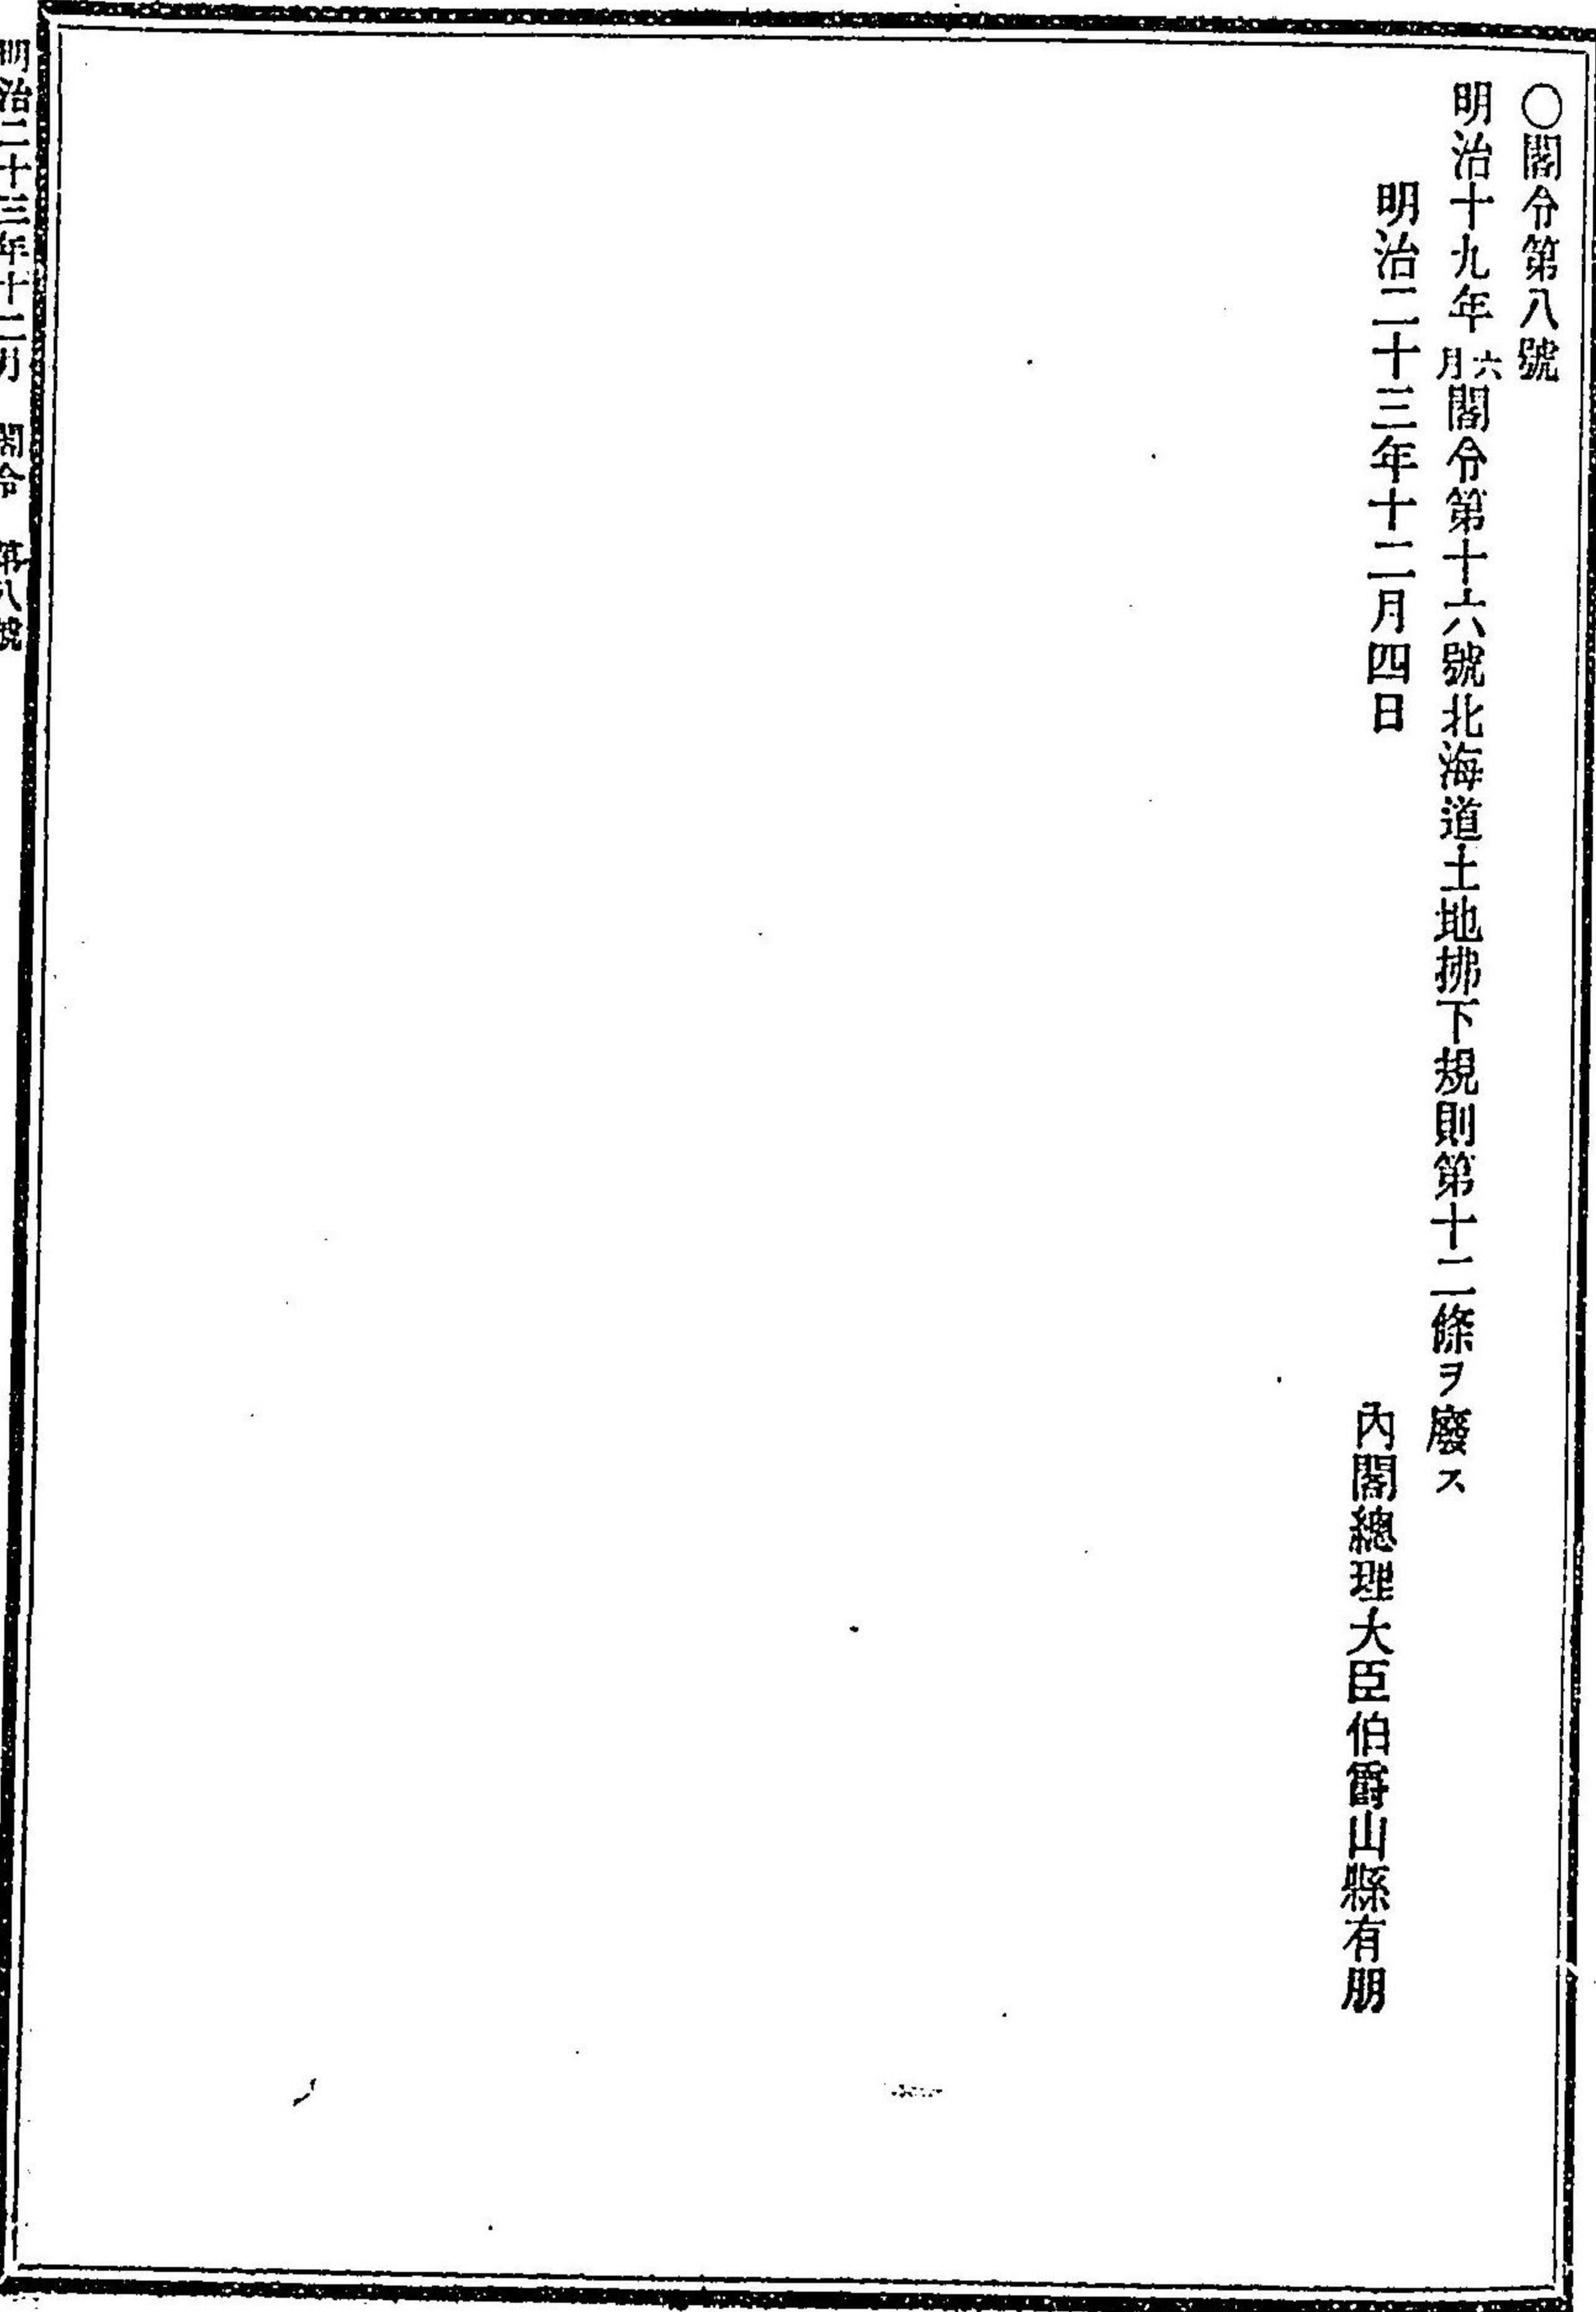 〇閣令第八號
明治十九年六月閣令第十六號北海道土地拂下規則第十二條ヲ廢ス
明治二十三年十二月四日
內閣總理大臣伯爵山縣有朋
明治二十三年十二月 閣令 第八號